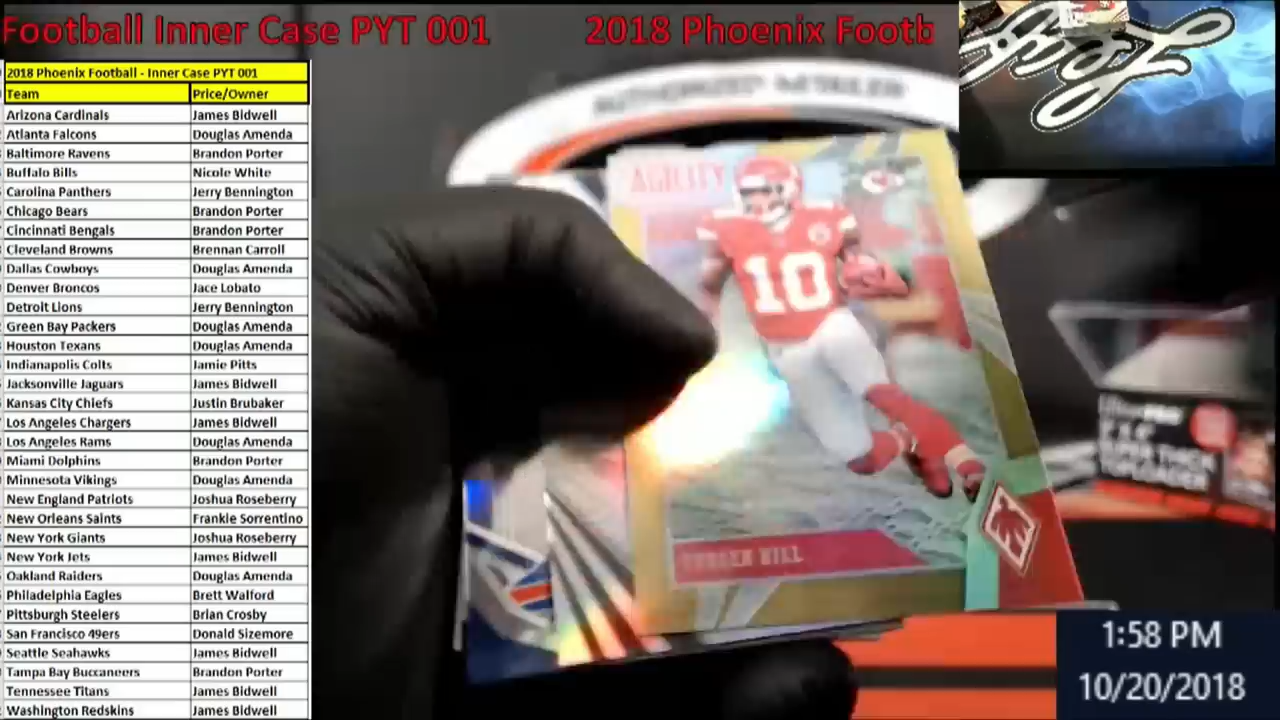 Football Inner Case PYT 001 2018 Phoenix Footb
2018 Phoenix Football - Inner Case PYT 001
Team Price/Owner
Arizona Cardinals James Bidwell
Atlanta Falcons Douglas Amenda
Baltimore Ravens Brandon Porter
Buffalo Bills Nicole White
Carolina Panthers Jerry Bennington
Chicago Bears Brandon Porter
Cincinnati Bengals Brandon Porter
Cleveland Browns Brennan Carroll
Dallas Cowboys Douglas Amenda
Denver Broncos Jace Lobato
Detroit Lions Jerry Bennington
Green Bay Packers Douglas Amenda
Houston Texans Douglas Amenda
Indianapolis Colts Jamie Pitts
Jacksonville Jaguars James Bidwell
Kansas City Chiefs Justin Brubaker
Los Angeles Chargers James Bidwell
Los Angeles Rams Douglas Amenda
Miami Dolphins Brandon Porter
Minnesota Vikings Douglas Amenda
New England Patriots Joshua Roseberry
New Orleans Saints Frankie Sorrentino
New York Giants Joshua Roseberry
New York Jets James Bidwell
Oakland Raiders Douglas Amenda
Philadelphia Eagles Brett Walford
Pittsburgh Steelers Brian Crosby
San Francisco 49ers Donald Sizemore
Seattle Seahawks James Bidwell
Tampa Bay Buccaneers Brandon Porter
Tennessee Titans James Bidwell
Washington Redskins James Bidwell
AUTHORIZED RETAILER
AGILITY
10
TYREEK HILL
Leaf
3" x 4"
SUPER THICK
TOPLOADER
1:58 PM
10/20/2018